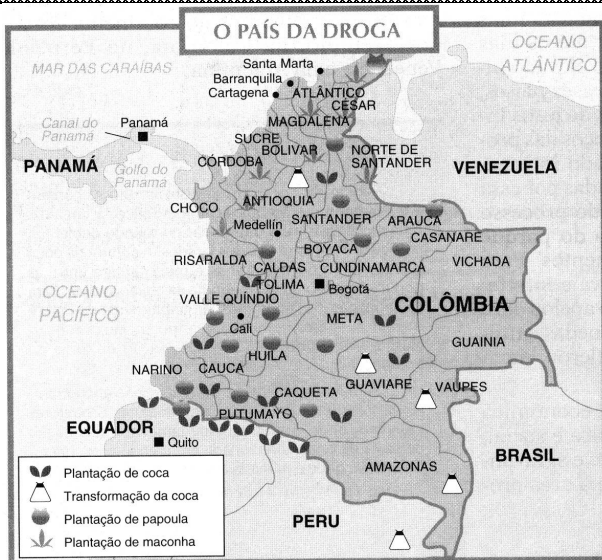 O PAÍS DA DROGA
OCEANO
ATLÂNTICO
MAR DAS CARAÍBAS
Santa Marta
Barranquilla
Cartagena
ATLÂNTICO
CESAR
MAGDALENA
Canal do
Panamá
Panamá
SUCRE
BOLIVAR
NORTE DE
SANTANDER
CÓRDOBA
PANAMÁ
Golfo do
Panamá
VENEZUELA
ANTIOQUIA
CHOCO
SANTANDER
ARAUCA
Medellín
CASANARE
BOYACA
RISARALDA
CALDAS
CUNDINAMARCA
VICHADA
TOLIMA
Bogotá
OCEANO
PACÍFICO
VALLE QUÍNDIO
COLÔMBIA
META
Cali
GUAINIA
HUILA
NARINO
CAUCA
GUAVIARE
VAUPES
CAQUETA
PUTUMAYO
EQUADOR
Quito
BRASIL
AMAZONAS
PERU
Plantação de coca
Transformação da coca
Plantação de papoula
Plantação de maconha